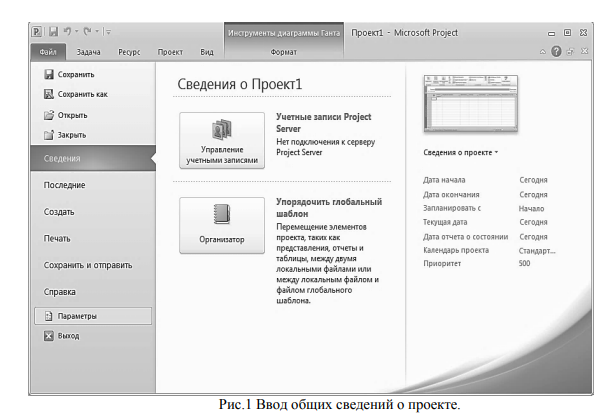 Инструменты диаграммы Ганта
Проект1 - Microsoft Project
Файл Задача Ресурс Проект Вид Формат
Сохранить
Сохранить как
Открыть
Закрыть
Сведения
Последние
Создать
Печать
Сохранить и отправить
Справка
Параметры
Выход
Сведения о Проект1
Управление
учетными записями
Учетные записи Project
Server
Нет подключения к серверу
Project Server
Организатор
Упорядочить глобальный
шаблон
Перемещение элементов
проекта, таких как
представления, отчеты и
таблицы, между двумя
локальными файлами или
между локальным файлом и
файлом глобального
шаблона.
Сведения о проекте
Дата начала Сегодня
Дата окончания Сегодня
Запланировать с Начало
Текущая дата Сегодня
Дата отчета о состоянии Сегодня
Календарь проекта Стандарт...
Приоритет 500
Рис.1 Ввод общих сведений о проекте.